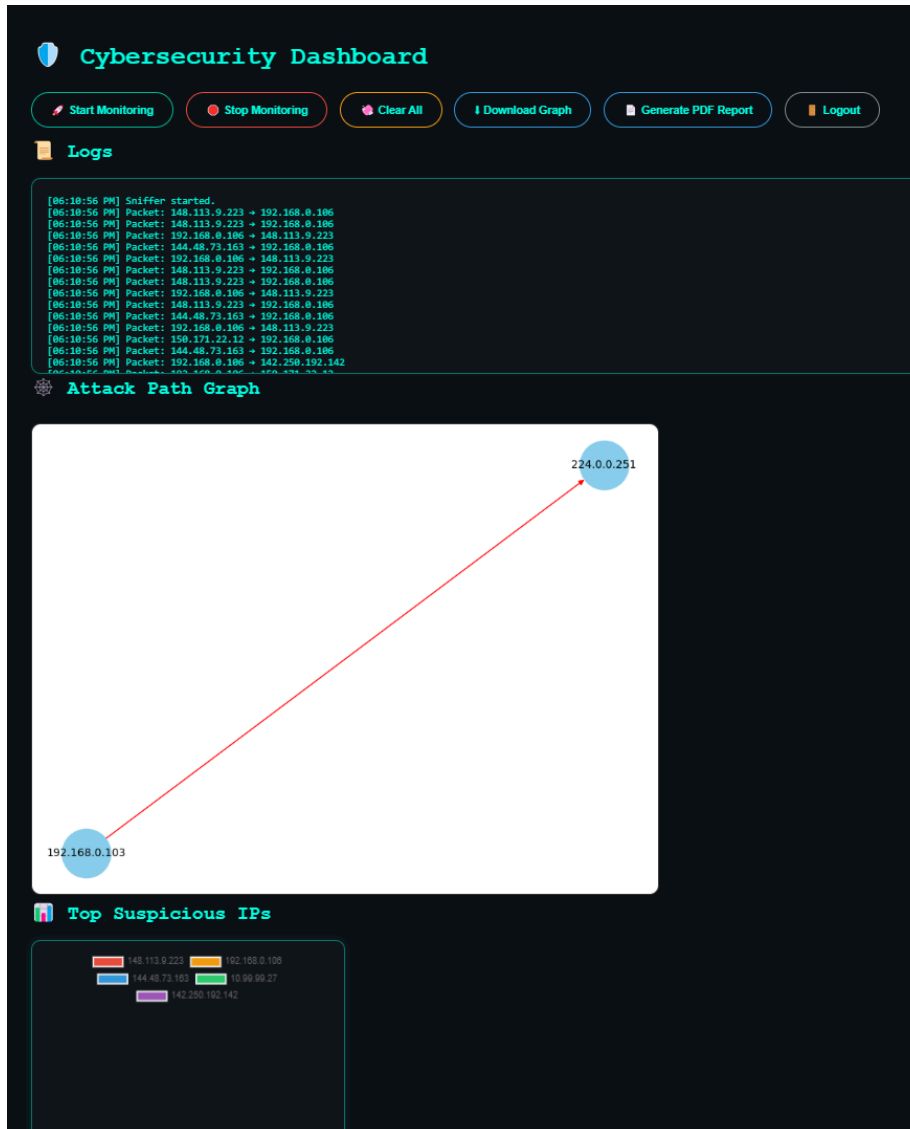 Cybersecurity Dashboard
Start Monitoring Stop Monitoring Clear All Download Graph Generate PDF Report Logout
Logs
[06:10:56 PM] Sniffer started.
[06:10:56 PM] Packet: 148.113.9.223 → 192.168.0.106
[06:10:56 PM] Packet: 148.113.9.223 → 192.168.0.106
[06:10:56 PM] Packet: 192.168.0.106 → 148.113.9.223
[06:10:56 PM] Packet: 144.48.73.163 → 192.168.0.106
[06:10:56 PM] Packet: 192.168.0.106 → 148.113.9.223
[06:10:56 PM] Packet: 148.113.9.223 → 192.168.0.106
[06:10:56 PM] Packet: 148.113.9.223 → 192.168.0.106
[06:10:56 PM] Packet: 192.168.0.106 → 148.113.9.223
[06:10:56 PM] Packet: 148.113.9.223 → 192.168.0.106
[06:10:56 PM] Packet: 144.48.73.163 → 192.168.0.106
[06:10:56 PM] Packet: 192.168.0.106 → 148.113.9.223
[06:10:56 PM] Packet: 150.171.22.12 → 192.168.0.106
[06:10:56 PM] Packet: 144.48.73.163 → 192.168.0.106
[06:10:56 PM] Packet: 192.168.0.106 → 142.250.192.142
Attack Path Graph
224.0.0.251
192.168.0.103
Top Suspicious IPs
148.113.9.223 192.168.0.106
144.48.73.163 10.99.99.27
142.250.192.142